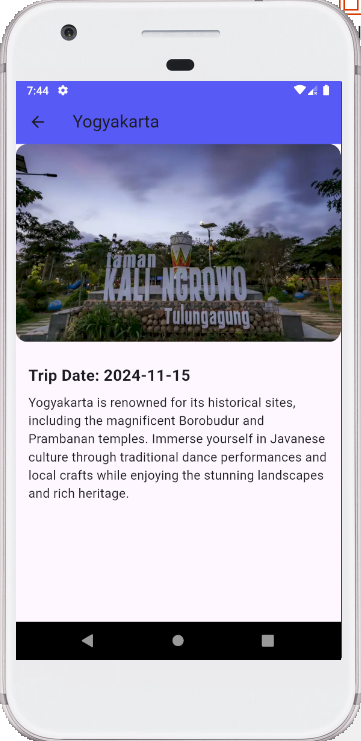 7:44
Yogyakarta
taman
KALI NGROWO
Tulungagung
Trip Date: 2024-11-15
Yogyakarta is renowned for its historical sites,
including the magnificent Borobudur and
Prambanan temples. Immerse yourself in Javanese
culture through traditional dance performances and
local crafts while enjoying the stunning landscapes
and rich heritage.